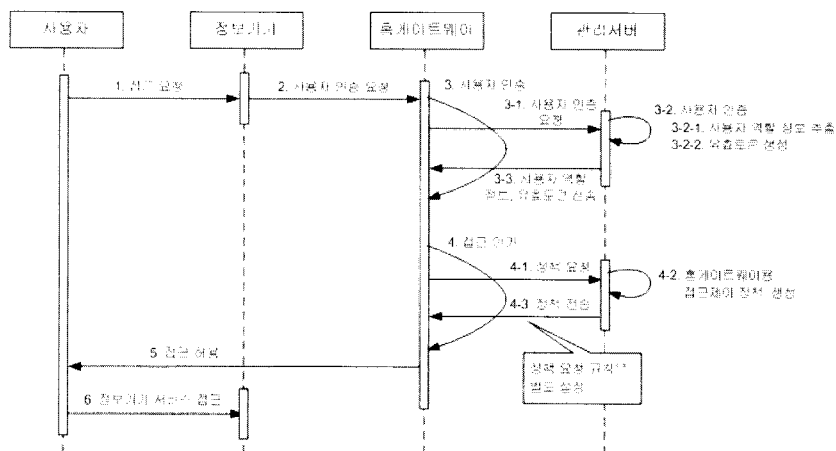 사용자
정보기기
홈게이트웨이
관리서버
1. 접근 요청
2. 사용자 인증 요청
3. 사용자 인증
3-1. 사용자 인증
요청
3-2. 사용자 인증
3-2-1. 사용자 역할 정보 추출
3-2-2. 유효토큰 생성
3-3. 사용자 역할
정보, 유효토큰 전송
4. 접근 인가
4-1. 정책 요청
4-2. 홈게이트웨이용
접근제어 정책 생성
4-3. 정책 전송
5. 접근 허용
정책 요청 규칙
별도 설정
6. 정보기기 서비스 접근